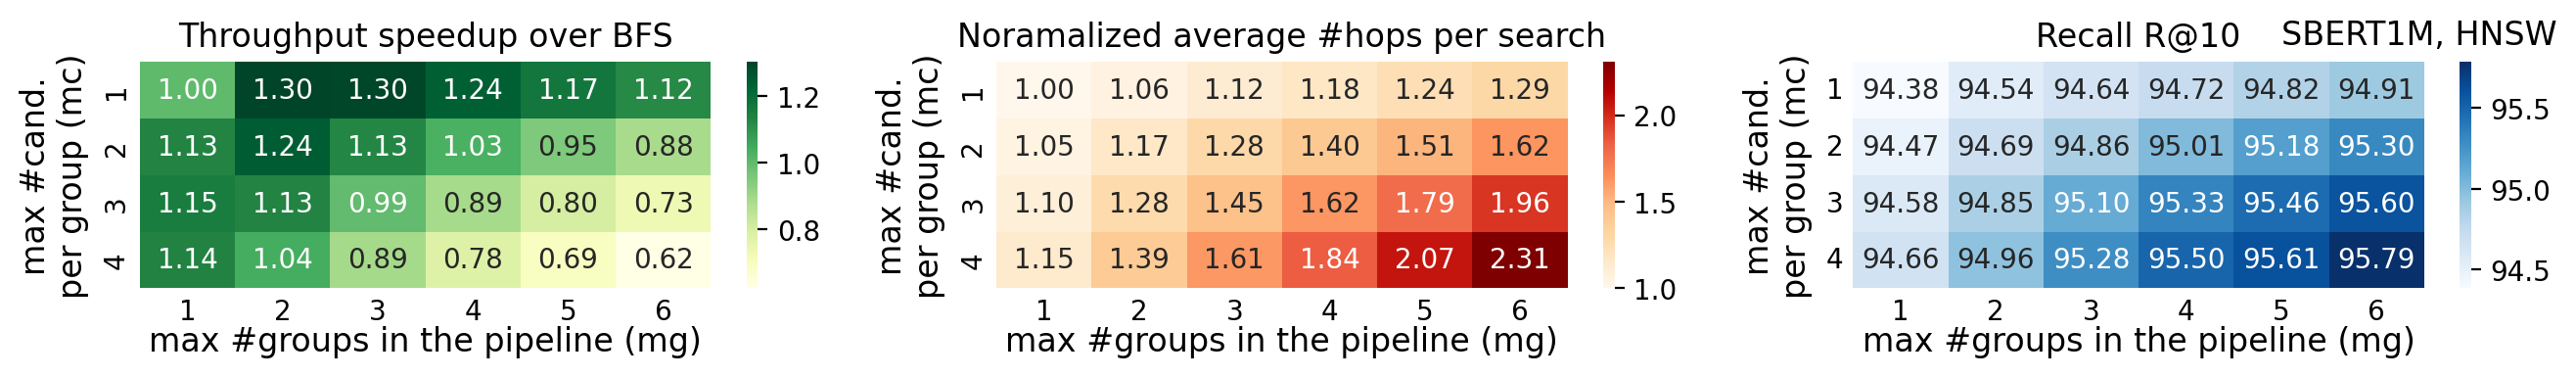 Throughput speedup over BFS
max #cand.
per group (mc)
1 1.00 1.30 1.30 1.24 1.17 1.12
2 1.13 1.24 1.13 1.03 0.95 0.88
3 1.15 1.13 0.99 0.89 0.80 0.73
4 1.14 1.04 0.89 0.78 0.69 0.62
1 2 3 4 5 6
max #groups in the pipeline (mg)
1.2
1.0
0.8
Noramalized average #hops per search
max #cand.
per group (mc)
1 1.00 1.06 1.12 1.18 1.24 1.29
2 1.05 1.17 1.28 1.40 1.51 1.62
3 1.10 1.28 1.45 1.62 1.79 1.96
4 1.15 1.39 1.61 1.84 2.07 2.31
1 2 3 4 5 6
max #groups in the pipeline (mg)
2.0
1.5
1.0
Recall R@10
SBERT1M, HNSW
max #cand.
per group (mc)
1 94.38 94.54 94.64 94.72 94.82 94.91
2 94.47 94.69 94.86 95.01 95.18 95.30
3 94.58 94.85 95.10 95.33 95.46 95.60
4 94.66 94.96 95.28 95.50 95.61 95.79
1 2 3 4 5 6
max #groups in the pipeline (mg)
95.5
95.0
94.5